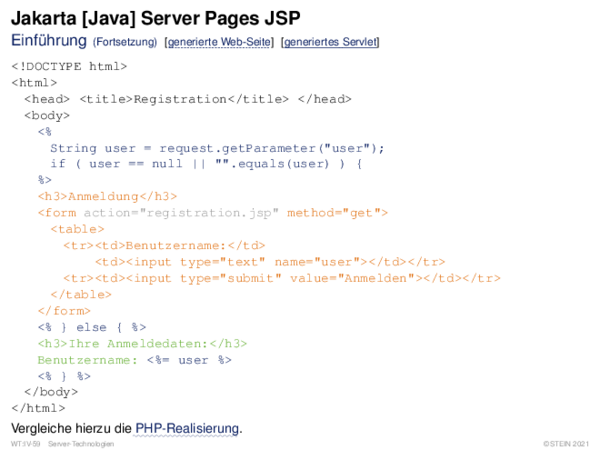 Jakarta [Java] Server Pages JSP
Einführung (Fortsetzung) [generierte Web-Seite] [generiertes Servlet]
<!DOCTYPE html>
<html>
  <head> <title>Registration</title> </head>
  <body>
    <%
      String user = request.getParameter("user");
      if ( user == null || "".equals(user) ) {
    %>
    <h3>Anmeldung</h3>
    <form action="registration.jsp" method="get">
      <table>
        <tr><td>Benutzername:</td>
            <td><input type="text" name="user"></td></tr>
        <tr><td><input type="submit" value="Anmelden"></td></tr>
      </table>
    </form>
    <% } else { %>
    <h3>Ihre Anmeldedaten:</h3>
    Benutzername: <%= user %>
    <% } %>
  </body>
</html>
Vergleiche hierzu die PHP-Realisierung.
WT:IV-59 Server-Technologien ©STEIN 2021